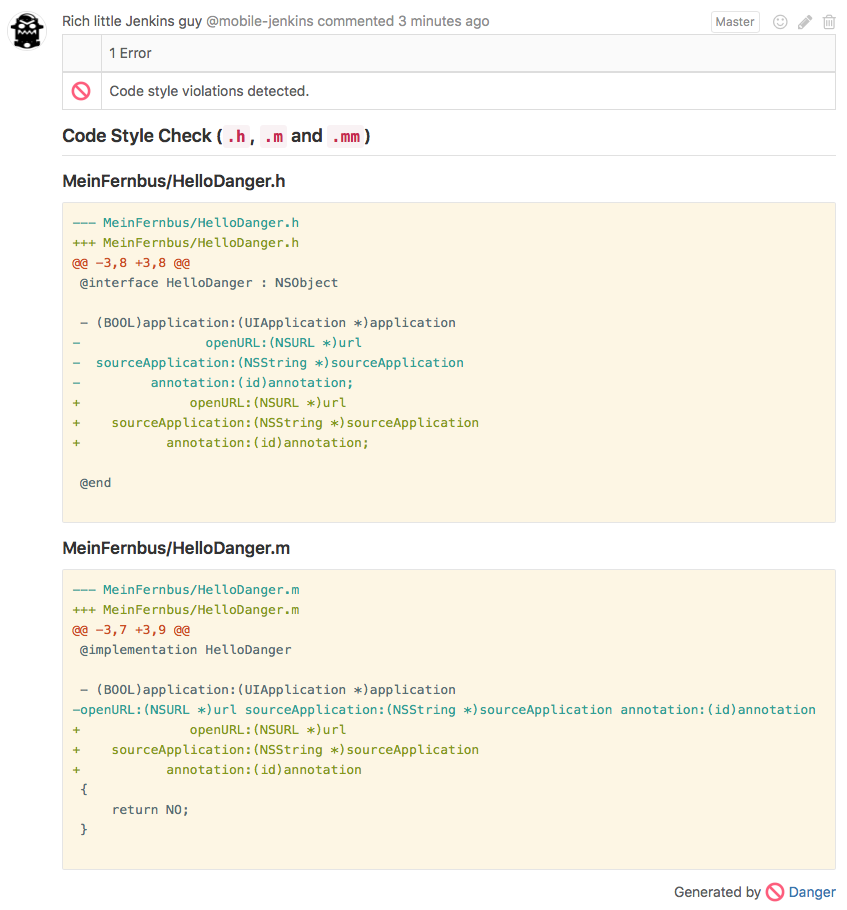 Rich little Jenkins guy @mobile-jenkins commented 3 minutes ago Master
1 Error
Code style violations detected.
Code Style Check ( .h , .m and .mm )
MeinFernbus/HelloDanger.h
--- MeinFernbus/HelloDanger.h
+++ MeinFernbus/HelloDanger.h
@@ -3,8 +3,8 @@
 @interface HelloDanger : NSObject
 - (BOOL)application:(UIApplication *)application
-                openURL:(NSURL *)url
-  sourceApplication:(NSString *)sourceApplication
-         annotation:(id)annotation;
+              openURL:(NSURL *)url
+    sourceApplication:(NSString *)sourceApplication
+           annotation:(id)annotation;
 @end
MeinFernbus/HelloDanger.m
--- MeinFernbus/HelloDanger.m
+++ MeinFernbus/HelloDanger.m
@@ -3,7 +3,9 @@
 @implementation HelloDanger
 - (BOOL)application:(UIApplication *)application
-openURL:(NSURL *)url sourceApplication:(NSString *)sourceApplication annotation:(id)annotation
+              openURL:(NSURL *)url
+    sourceApplication:(NSString *)sourceApplication
+           annotation:(id)annotation
 {
     return NO;
 }
Generated by 🚫 Danger